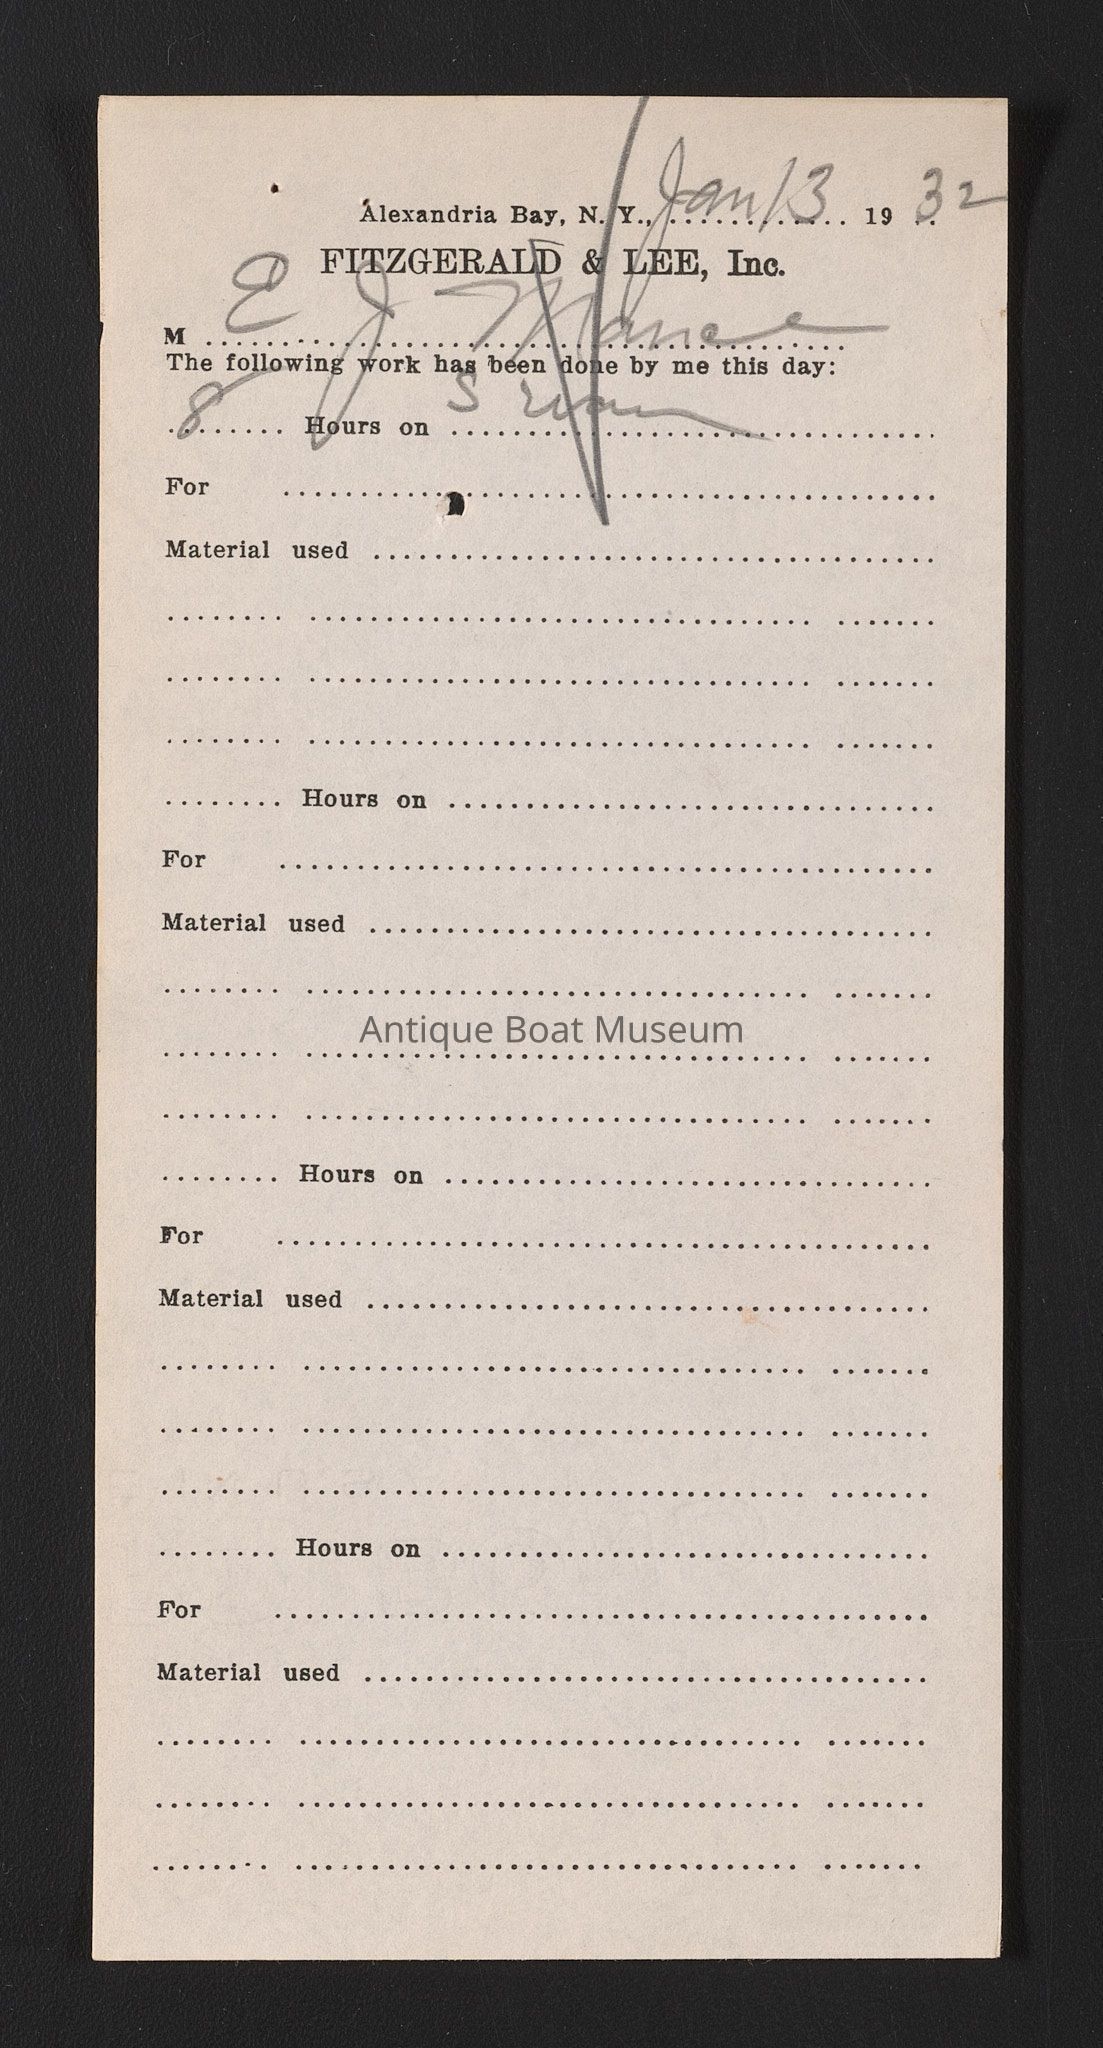 Alexandria Bay, N. Y., Jan 13 19 32
FITZGERALD & LEE, Inc.
M E J
The following work has been done by me this day:
8 Hours on
For
Material used
Hours on
For
Material used
Antique Boat Museum
Hours on
For
Material used
Hours on
For
Material used